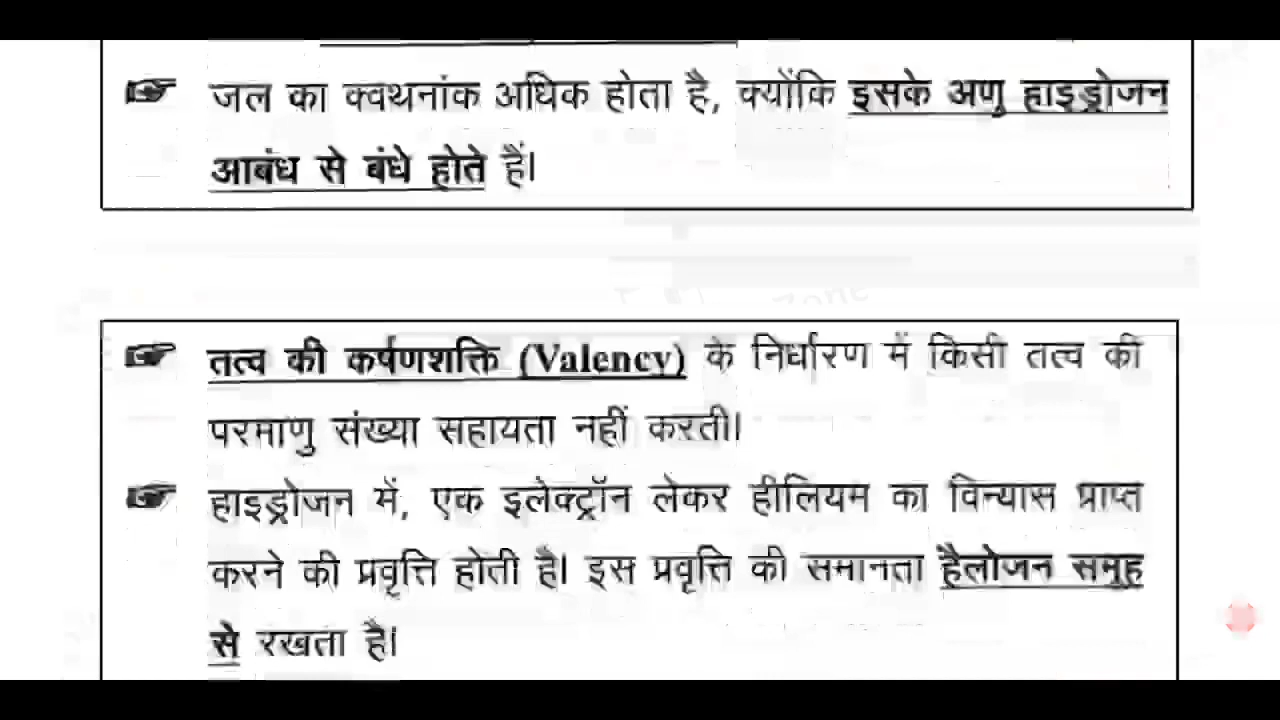 ☞ जल का क्वथनांक अधिक होता है, क्योंकि इसके अणु हाइड्रोजन
आबंध से बंधे होते हैं।
☞ तत्व की कर्षणशक्ति (Valency) के निर्धारण में किसी तत्व की
परमाणु संख्या सहायता नहीं करती।
☞ हाइड्रोजन में, एक इलेक्ट्रॉन लेकर हीलियम का विन्यास प्राप्त
करने की प्रवृत्ति होती है। इस प्रवृत्ति की समानता हैलोजन समूह
से रखता है।